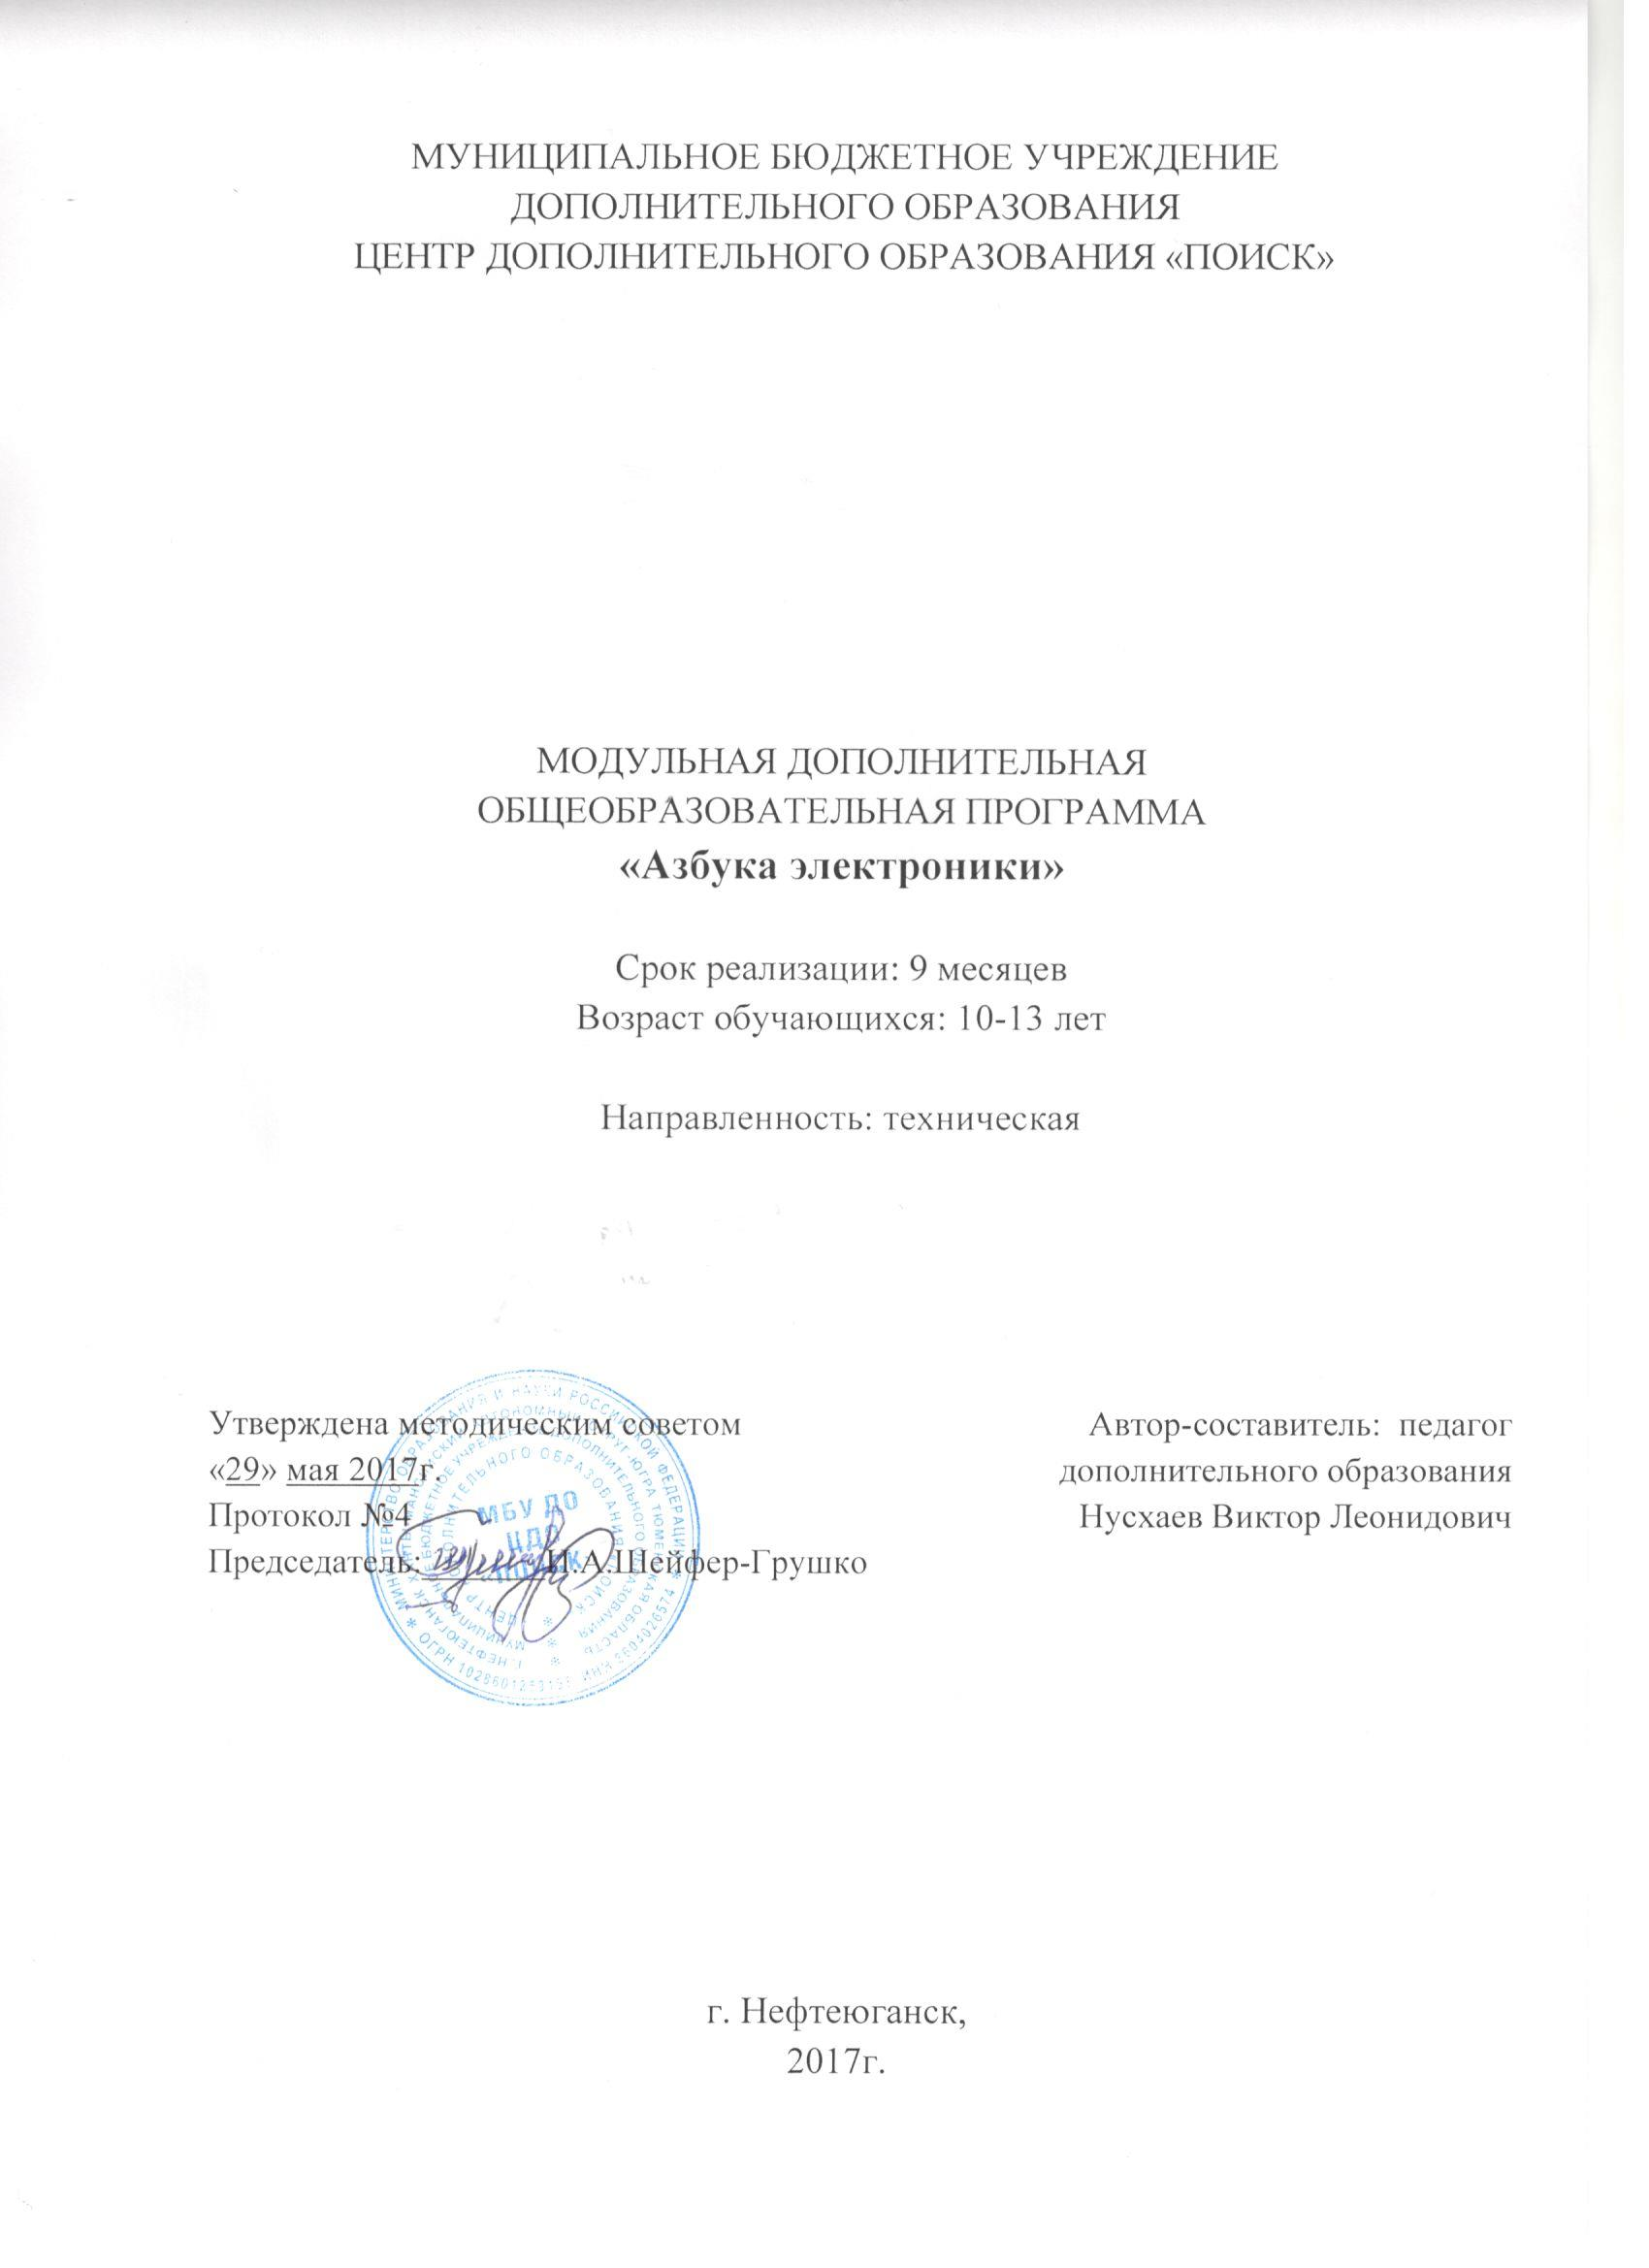 МУНИЦИПАЛЬНОЕ БЮДЖЕТНОЕ УЧРЕЖДЕНИЕ
ДОПОЛНИТЕЛЬНОГО ОБРАЗОВАНИЯ
ЦЕНТР ДОПОЛНИТЕЛЬНОГО ОБРАЗОВАНИЯ «ПОИСК»
МОДУЛЬНАЯ ДОПОЛНИТЕЛЬНАЯ
ОБЩЕОБРАЗОВАТЕЛЬНАЯ ПРОГРАММА
«Азбука электроники»
Срок реализации: 9 месяцев
Возраст обучающихся: 10-13 лет
Направленность: техническая
Утверждена методическим советом
«29» мая 2017г.
Протокол №4
Председатель: Н.А.Шейфер-Грушко
Автор-составитель: педагог
дополнительного образования
Нусхаев Виктор Леонидович
МБУ ДО
ЦДО
г. Нефтеюганск,
2017г.